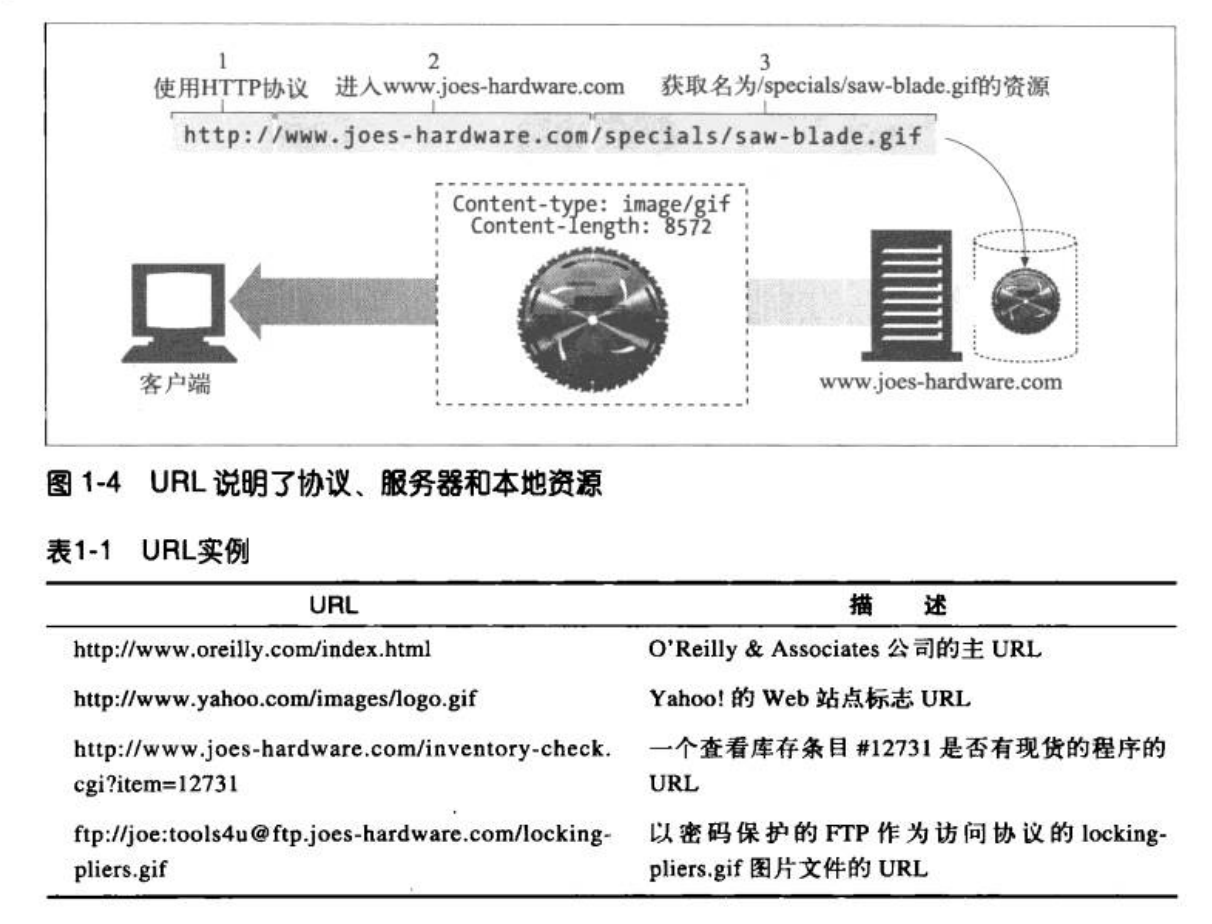 1
2
3
使用HTTP协议
进入www.joes-hardware.com
获取名为/specials/saw-blade.gif的资源
http://www.joes-hardware.com/specials/saw-blade.gif
Content-type: image/gif
Content-length: 8572
客户端
www.joes-hardware.com
图 1-4 URL 说明了协议、服务器和本地资源
表1-1 URL实例
URL
描 述
http://www.oreilly.com/index.html
O'Reilly & Associates 公司的主 URL
http://www.yahoo.com/images/logo.gif
Yahoo! 的 Web 站点标志 URL
http://www.joes-hardware.com/inventory-check.
cgi?item=12731
一个查看库存条目 #12731 是否有现货的程序的
URL
ftp://joe:tools4u@ftp.joes-hardware.com/locking-
pliers.gif
以密码保护的 FTP 作为访问协议的 locking-
pliers.gif 图片文件的 URL